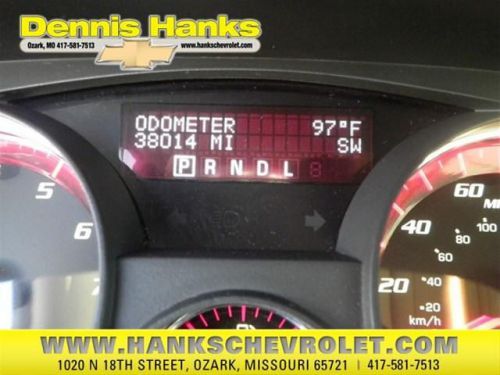 Dennis Hanks
Ozark, MO 417-581-7513
www.hankschevrolet.com
ODOMETER 97°F
38014 MI SW
P R N D L 8
5
6
7
60 MPH
100
40
80
60
20
40
20
km/h
WWW.HANKSCHEVROLET.COM
1020 N 18TH STREET, OZARK, MISSOURI 65721 | 417-581-7513